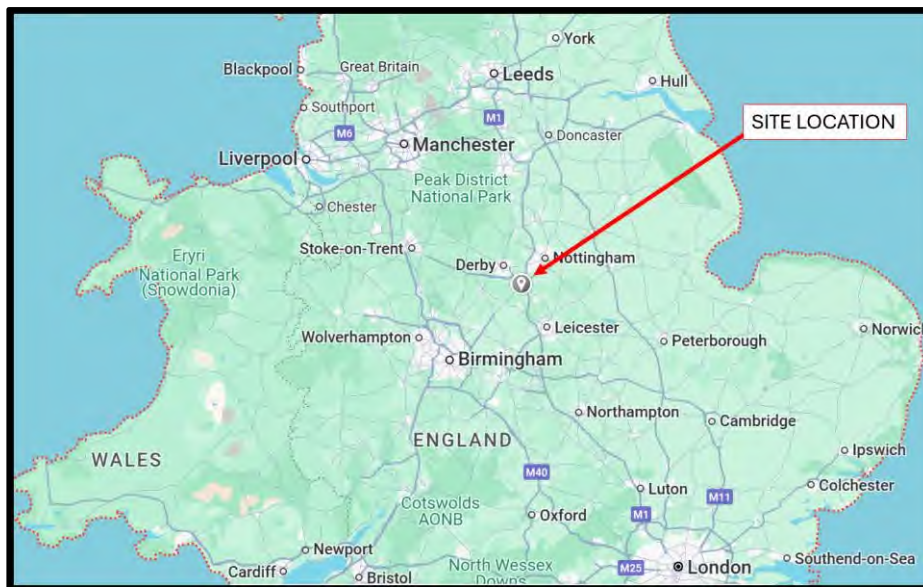 York
Blackpool
Great Britain
Leeds
Hull
Southport
M1
SITE LOCATION
M6
Doncaster
Manchester
Liverpool
Peak District
National Park
Chester
Stoke-on-Trent
Eryri
National Park
(Snowdonia)
Derby
Nottingham
Leicester
Norwich
Wolverhampton
Peterborough
Birmingham
Northampton
Cambridge
ENGLAND
WALES
Ipswich
M40
Colchester
Cotswolds
AONB
Luton
M11
Oxford
M1
Newport
Southend-on-Sea
North Wessex
Downs
M25
London
Cardiff
Bristol